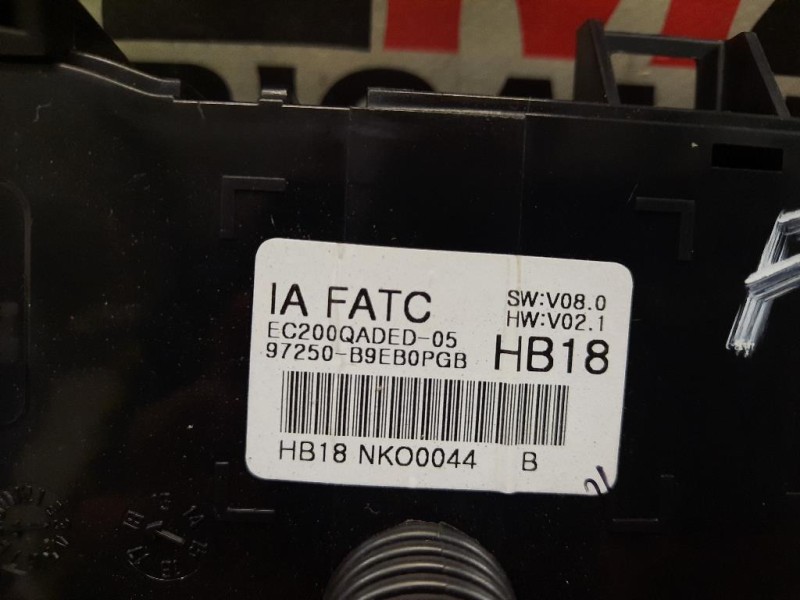 IA FATC
SW:V08.0
HW:V02.1
EC200QADED-05
97250-B9EB0PGB
HB18
HB18 NKO0044 B